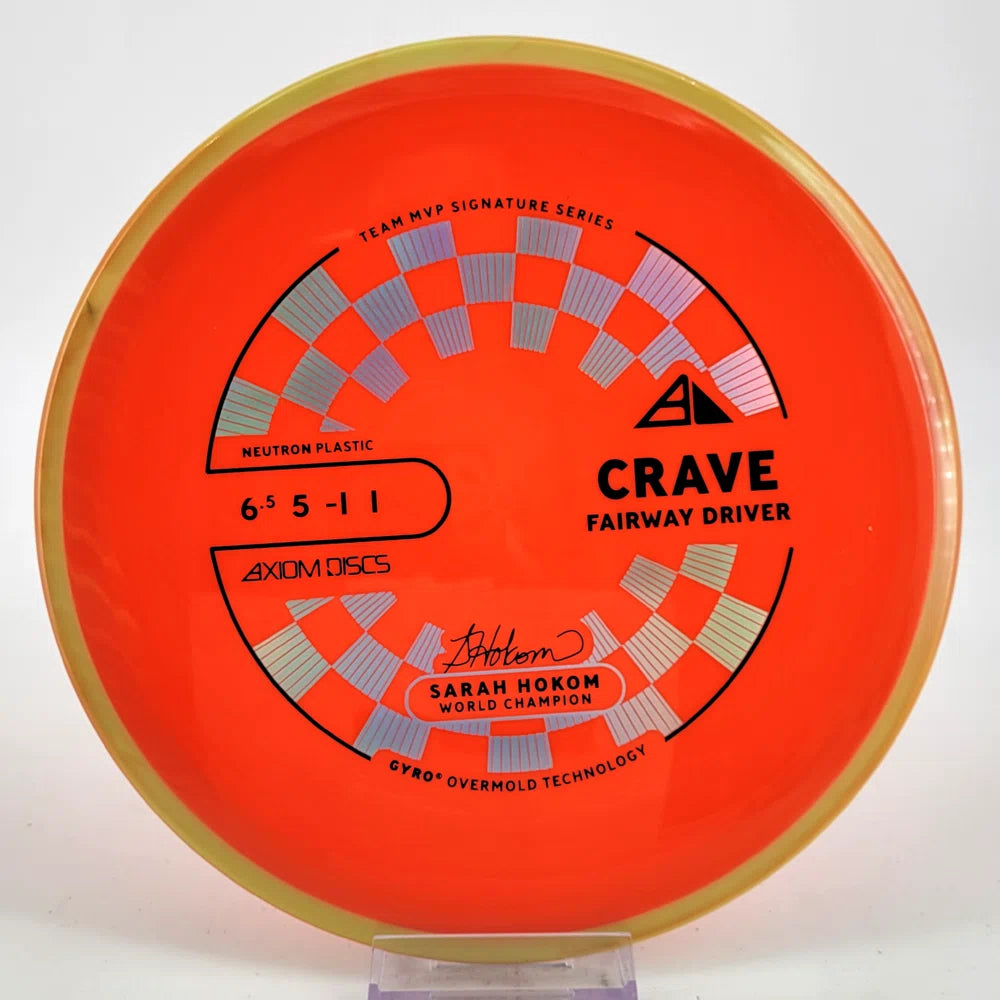 TEAM MVP SIGNATURE SERIES
NEUTRON PLASTIC
6.5 5 -1 1
AXIOM DISCS
CRAVE
FAIRWAY DRIVER
S Hokom
SARAH HOKOM
WORLD CHAMPION
GYRO® OVERMOLD TECHNOLOGY